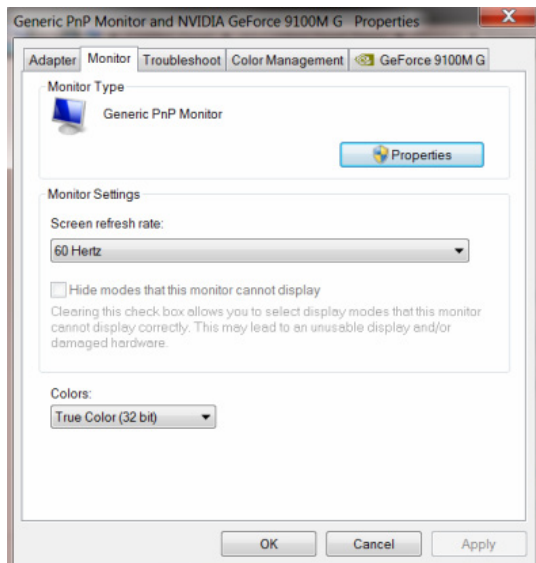 Generic PnP Monitor and NVIDIA GeForce 9100M G Properties
X
Adapter Monitor Troubleshoot Color Management GeForce 9100M G
Monitor Type
Generic PnP Monitor
Properties
Monitor Settings
Screen refresh rate:
60 Hertz
Hide modes that this monitor cannot display
Clearing this check box allows you to select display modes that this monitor
cannot display correctly. This may lead to an unusable display and/or
damaged hardware.
Colors:
True Color (32 bit)
OK Cancel Apply